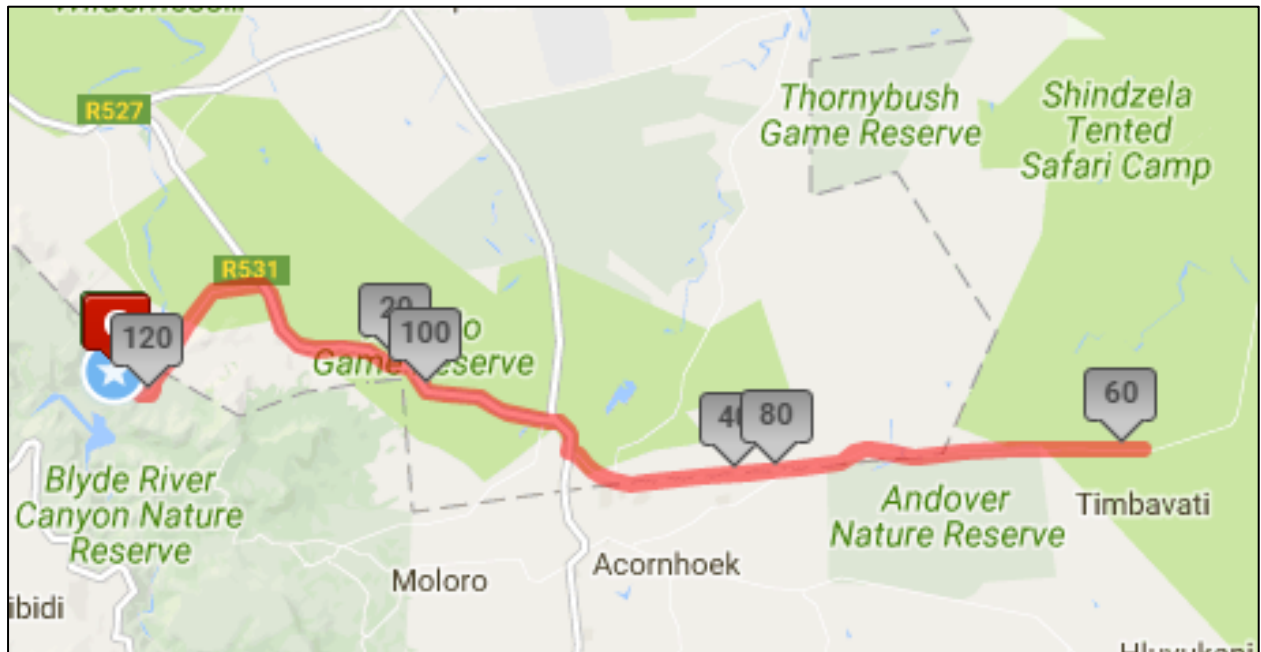 R527
Thornybush
Game Reserve
Shindzela
Tented
Safari Camp
R531
20
100
120
Game Reserve
60
80
Blyde River
Canyon Nature
Reserve
Andover
Nature Reserve
Timbavati
Acornhoek
Moloro
ibidi